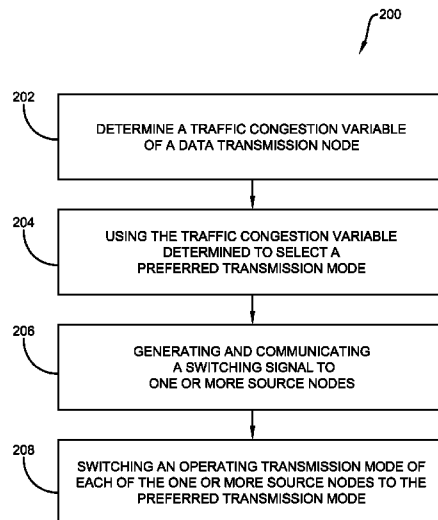 200
202
DETERMINE A TRAFFIC CONGESTION VARIABLE
OF A DATA TRANSMISSION NODE
204
USING THE TRAFFIC CONGESTION VARIABLE
DETERMINED TO SELECT A
PREFERRED TRANSMISSION MODE
206
GENERATING AND COMMUNICATING
A SWITCHING SIGNAL TO
ONE OR MORE SOURCE NODES
208
SWITCHING AN OPERATING TRANSMISSION MODE OF
EACH OF THE ONE OR MORE SOURCE NODES TO THE
PREFERRED TRANSMISSION MODE